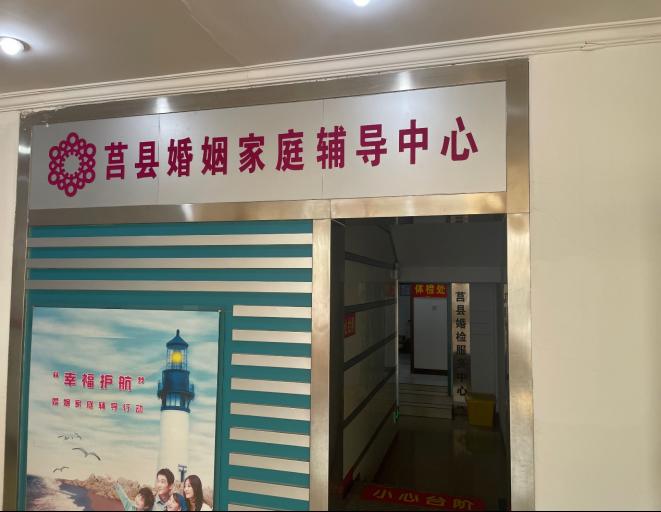 莒县婚姻家庭辅导中心
体检处
莒县婚检服务中心
"幸福护航"
婚姻家庭辅导行动
小心台阶